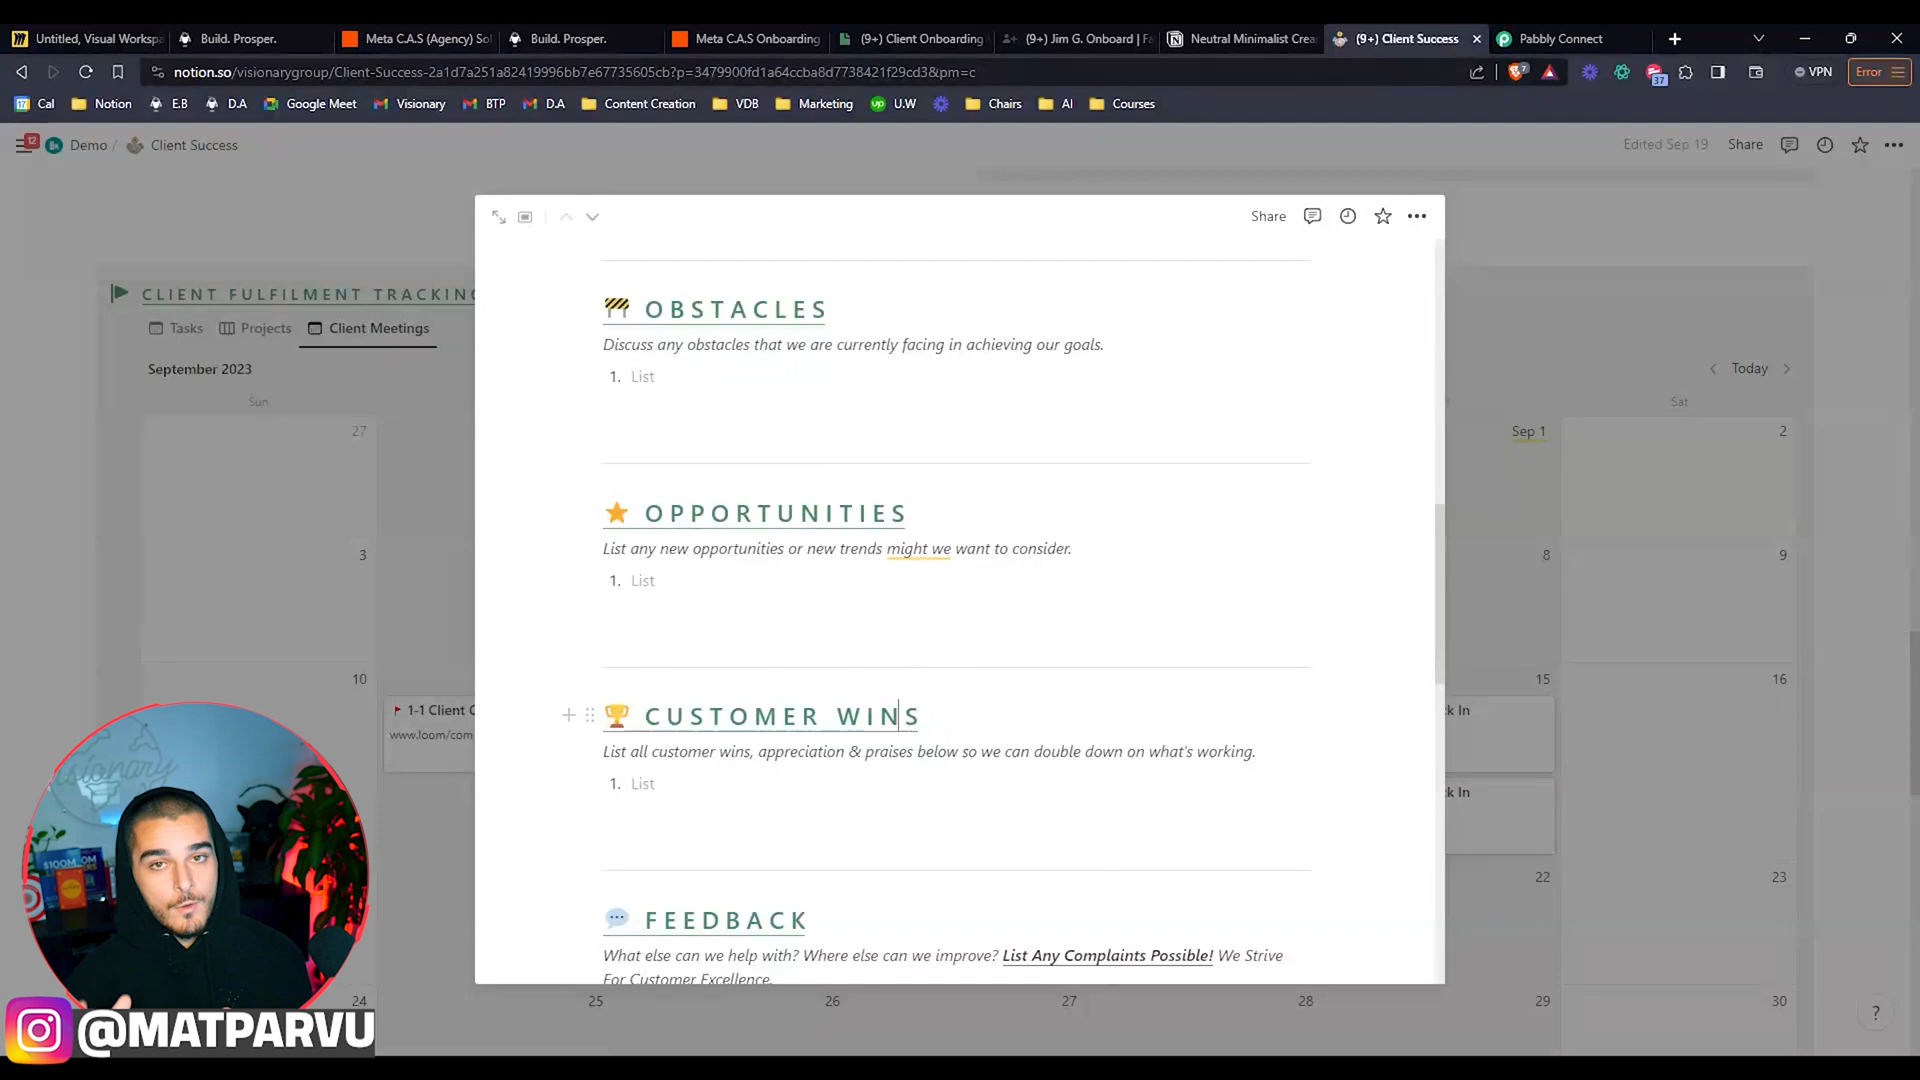 Untitled, Visual Workspa
Build. Prosper.
Meta C.A.S (Agency) So
Build. Prosper.
Meta C.A.S Onboarding
(9+) Client Onboarding
(9+) Jim G. Onboard | Fa
Neutral Minimalist Crea
(9+) Client Success
Pabbly Connect
notion.so/visionarygroup/Client-Success-2a1d7a251a82419996bb7e67735605cb?p=3479900fd1a64ccba8d7738421f29cd3&pm=c
7
37
VPN
Error
Cal
Notion
E.B
D.A
Google Meet
Visionary
BTP
D.A
Content Creation
VDB
Marketing
up U.W
Chairs
AI
Courses
12
Demo / Client Success
Edited Sep 19
Share
Share
CLIENT FULFILMENT TRACKING
Tasks
Projects
Client Meetings
September 2023
Today
Sun
Sat
27
Sep 1
2
3
8
9
10
15
16
1-1 Client C
www.loom/com
k In
k In
22
23
24
25
26
27
28
29
30
OBSTACLES
Discuss any obstacles that we are currently facing in achieving our goals.
1. List
OPPORTUNITIES
List any new opportunities or new trends might we want to consider.
1. List
CUSTOMER WINS
List all customer wins, appreciation & praises below so we can double down on what's working.
1. List
FEEDBACK
What else can we help with? Where else can we improve? List Any Complaints Possible! We Strive
For Customer Excellence.
?
$100M
@MATPARVU